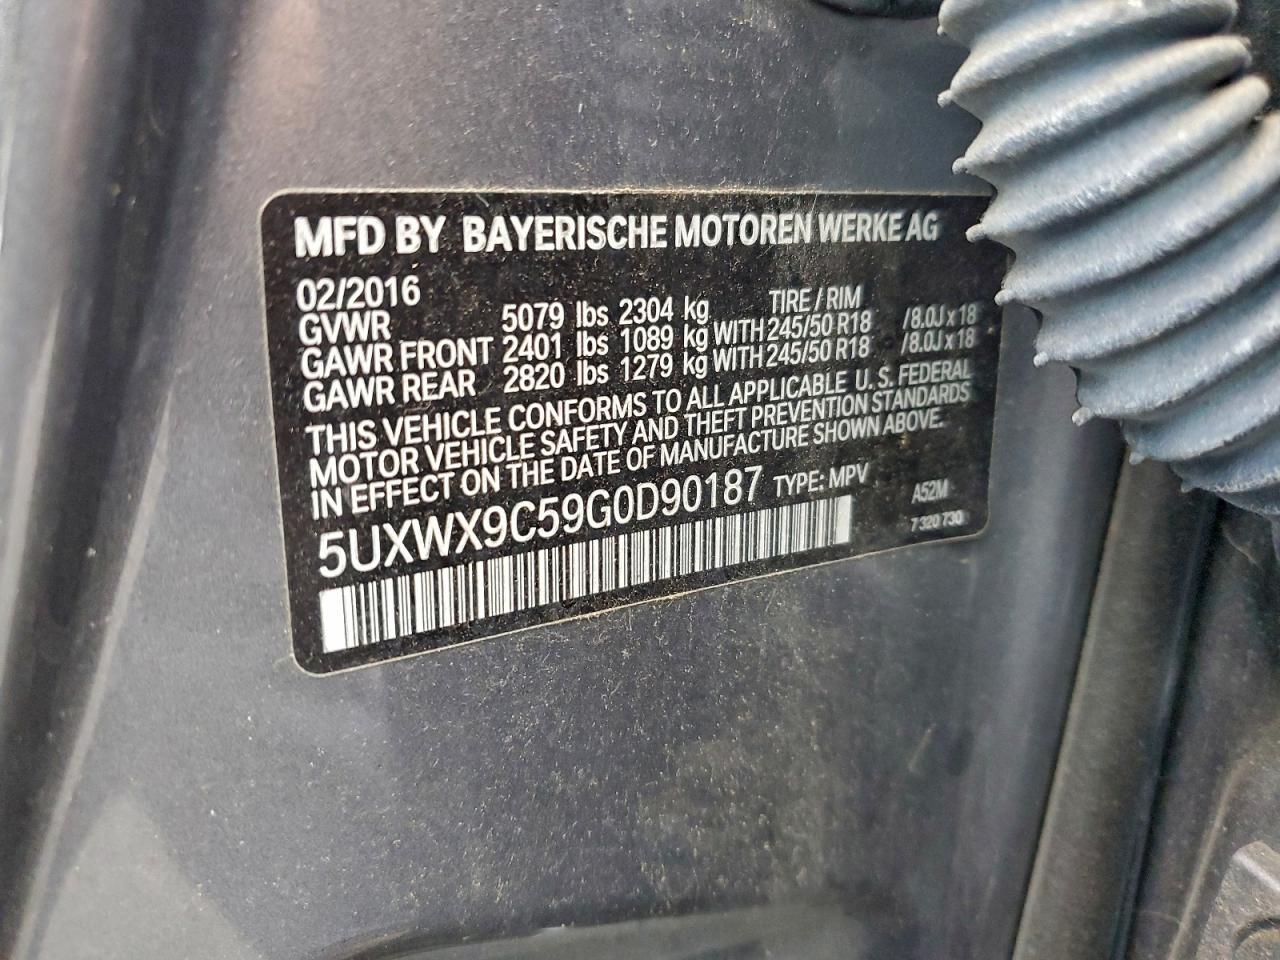 MFD BY BAYERISCHE MOTOREN WERKE AG
02/2016 TIRE / RIM
GVWR 5079 lbs 2304 kg
GAWR FRONT 2401 lbs 1089 kg WITH 245/50 R18 /8.0J x 18
GAWR REAR 2820 lbs 1279 kg WITH 245/50 R18 /8.0J x 18
THIS VEHICLE CONFORMS TO ALL APPLICABLE U. S. FEDERAL
MOTOR VEHICLE SAFETY AND THEFT PREVENTION STANDARDS
IN EFFECT ON THE DATE OF MANUFACTURE SHOWN ABOVE.
5UXWX9C59G0D90187 TYPE: MPV A52M
7 320 730